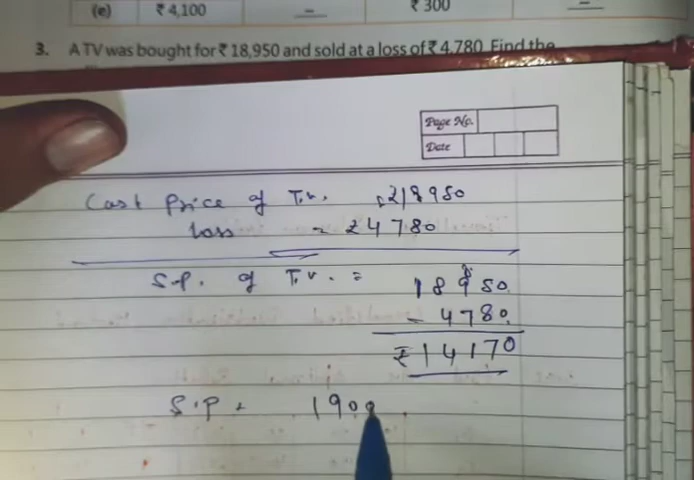 (e) ₹ 4,100 — ₹ 300 —
3. A TV was bought for ₹ 18,950 and sold at a loss of ₹ 4,780. Find the
Page No.
Date
Cost Price of T.V. = ₹18950
loss = ₹4780
S.P. of T.V. = 18950
- 4780
₹14170
S.P = 1900